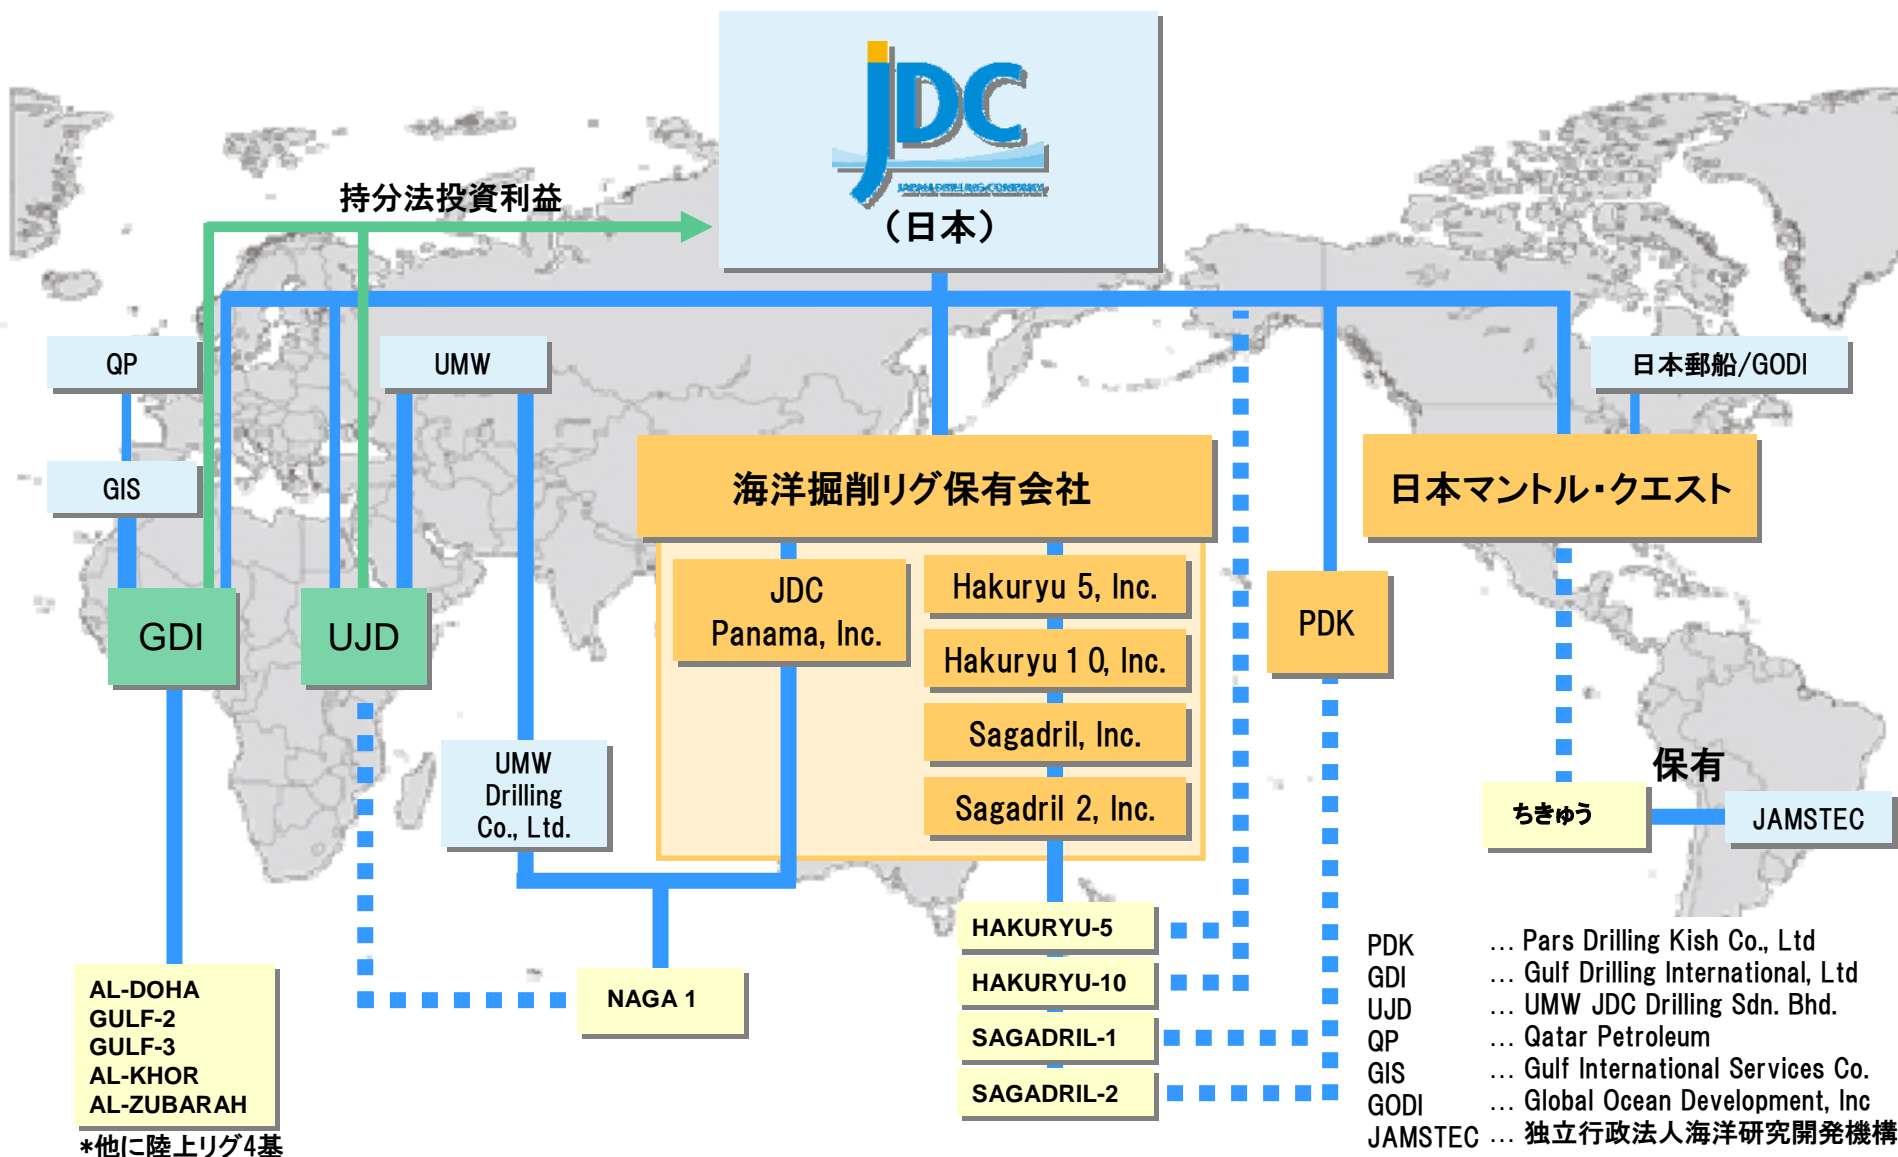 JDC
JAPAN DRILLING COMPANY
(日本)
持分法投資利益
QP
UMW
日本郵船/GODI
GIS
海洋掘削リグ保有会社
日本マントル・クエスト
JDC
Panama, Inc.
Hakuryu 5, Inc.
Hakuryu 10, Inc.
Sagadril, Inc.
Sagadril 2, Inc.
GDI
UJD
PDK
UMW
Drilling
Co., Ltd.
保有
ちきゅう
JAMSTEC
HAKURYU-5
HAKURYU-10
SAGADRIL-1
SAGADRIL-2
NAGA 1
AL-DOHA
GULF-2
GULF-3
AL-KHOR
AL-ZUBARAH
*他に陸上リグ4基
PDK … Pars Drilling Kish Co., Ltd
GDI … Gulf Drilling International, Ltd
UJD … UMW JDC Drilling Sdn. Bhd.
QP … Qatar Petroleum
GIS … Gulf International Services Co.
GODI … Global Ocean Development, Inc
JAMSTEC … 独立行政法人海洋研究開発機構